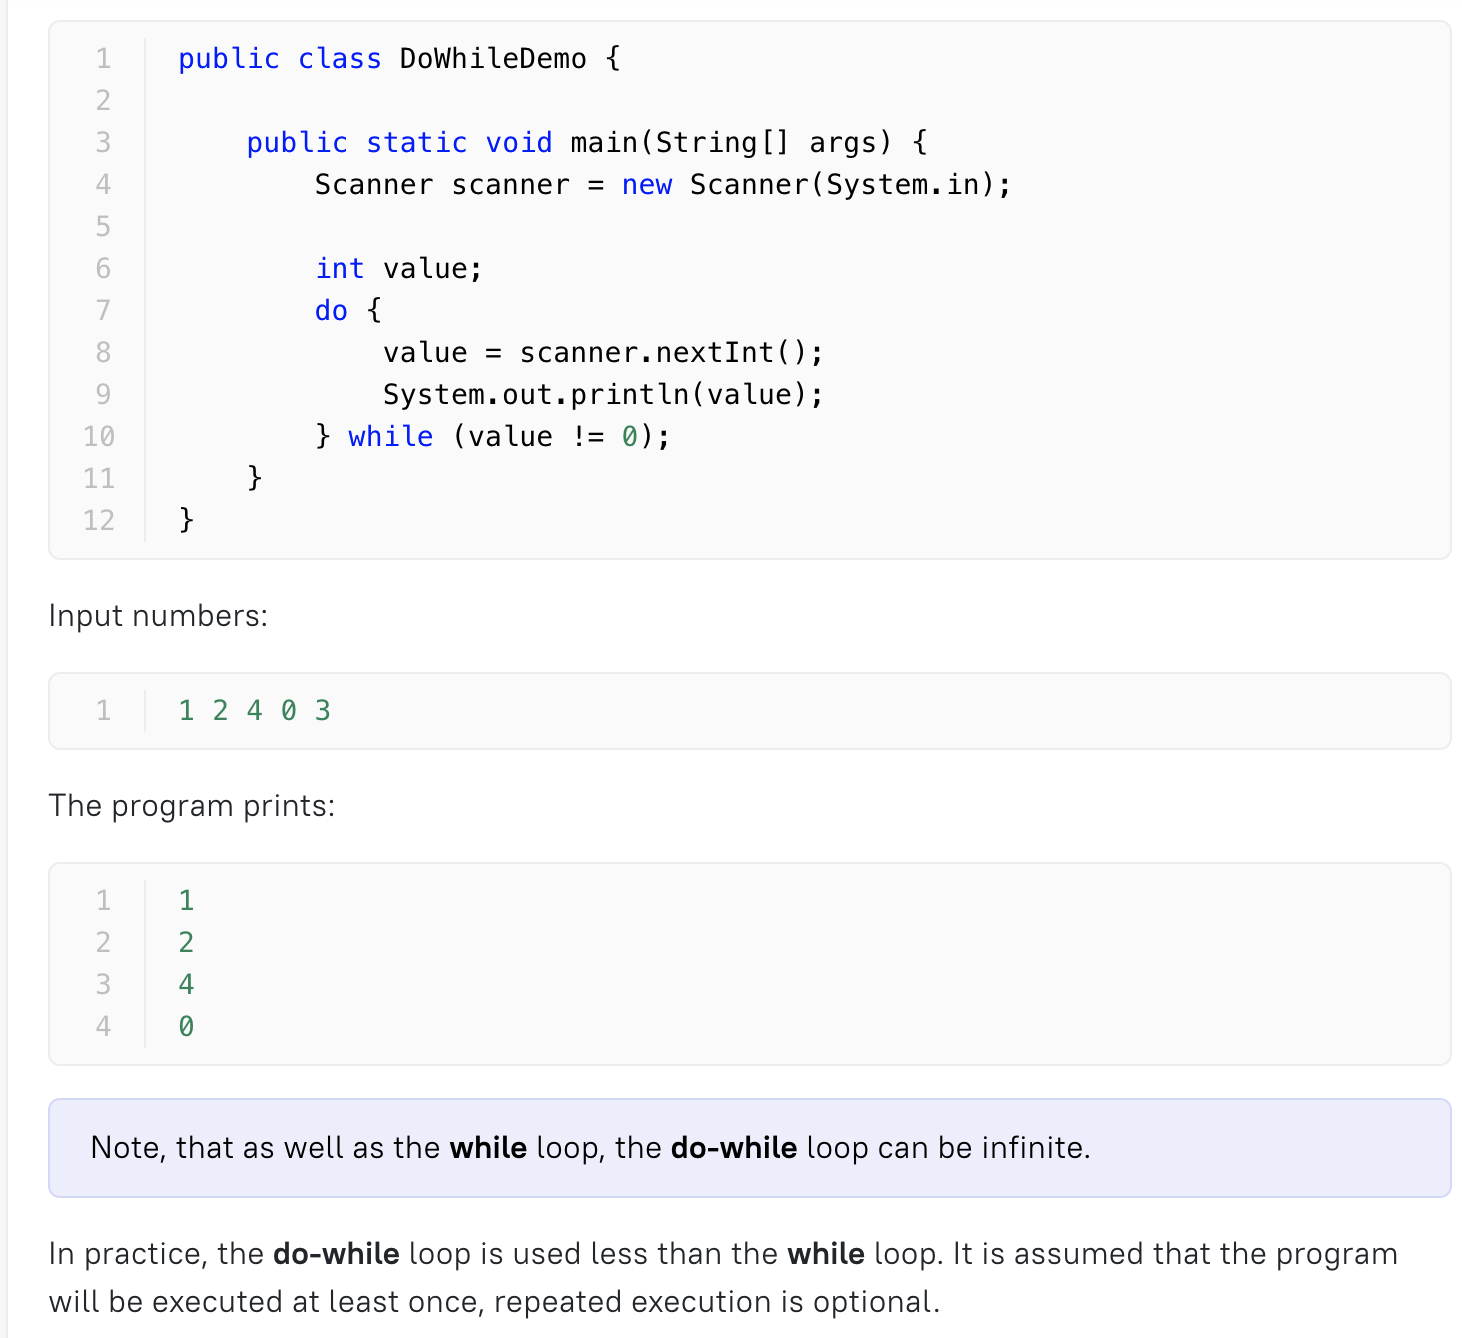 1 public class DoWhileDemo {
2
3     public static void main(String[] args) {
4         Scanner scanner = new Scanner(System.in);
5
6         int value;
7         do {
8             value = scanner.nextInt();
9             System.out.println(value);
10         } while (value != 0);
11     }
12 }
Input numbers:
1 1 2 4 0 3
The program prints:
1 1
2 2
3 4
4 0
Note, that as well as the while loop, the do-while loop can be infinite.
In practice, the do-while loop is used less than the while loop. It is assumed that the program
will be executed at least once, repeated execution is optional.